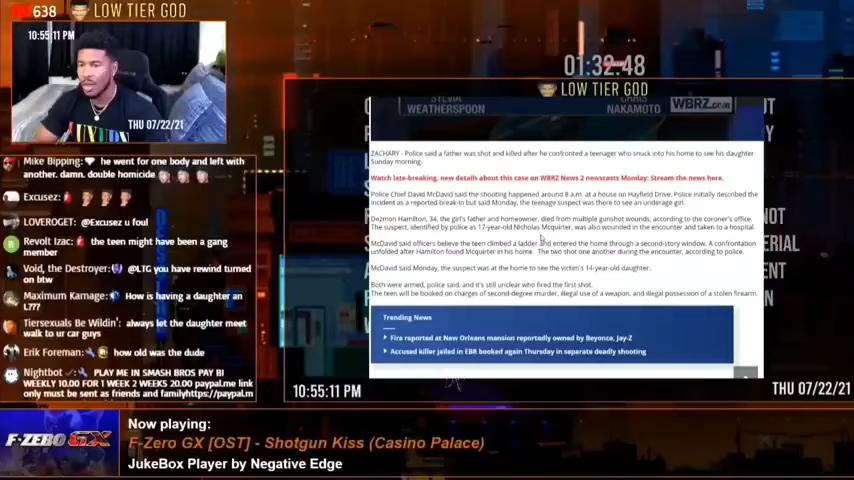 638 LOW TIER GOD
10:55:11 PM
THU 07/22/21
01:32:48
LOW TIER GOD
SYLVIA
WEATHERSPOON
CHRIS
NAKAMOTO
WBRZ.com
ZACHARY - Police said a father was shot and killed after he confronted a teenager who snuck into his home to see his daughter
Sunday morning.
Watch late-breaking, new details about this case on WBRZ News 2 newscasts Monday: Stream the news here.
Police Chief David McDavid said the shooting happened around 8 a.m. at a house on Hayfield Drive. Police initially described the
incident as a reported break-in but said Monday, the teenage suspect was there to see an underage girl.
Dezmon Hamilton, 34, the girl's father and homeowner, died from multiple gunshot wounds, according to the coroner's office.
The suspect, identified by police as 17-year-old Nicholas Mcquirter, was also wounded in the encounter and taken to a hospital
McDavid said officers believe the teen climbed a ladder and entered the home through a second-story window. A confrontation
unfolded after Hamilton found Mcquirter in his home. The two shot one another during the encounter, according to police.
McDavid said Monday, the suspect was at the home to see the victim's 14-year-old daughter.
Both were armed, police said, and it's still unclear who fired the first shot.
The teen will be booked on charges of second-degree murder, illegal use of a weapon, and illegal possession of a stolen firearm.
Trending News
Fire reported at New Orleans mansion reportedly owned by Beyonce, Jay-Z
Accused killer jailed in EBR booked again Thursday in separate deadly shooting
Mike Bipping: he went for one body and left with
another. damn. double homicide
Excusez:
LOVEROGET: @Excusez u foul
Revolt Izac: the teen might have been a gang
member
Void, the Destroyer: @LTG you have rewind turned
on btw
Maximum Karnage: How is having a daughter an
L???
Tiersexuals Be Wildin': always let the daughter meet
walk to ur car guys
Erik Foreman: how old was the dude
Nightbot: PLAY ME IN SMASH BROS PAY BI
WEEKLY 10.00 FOR 1 WEEK 2 WEEKS 20.00 paypal.me link
only must be sent as friends and familyhttps://paypal.m
10:55:11 PM
THU 07/22/21
F-ZERO GX
Now playing:
F-Zero GX [OST] - Shotgun Kiss (Casino Palace)
JukeBox Player by Negative Edge